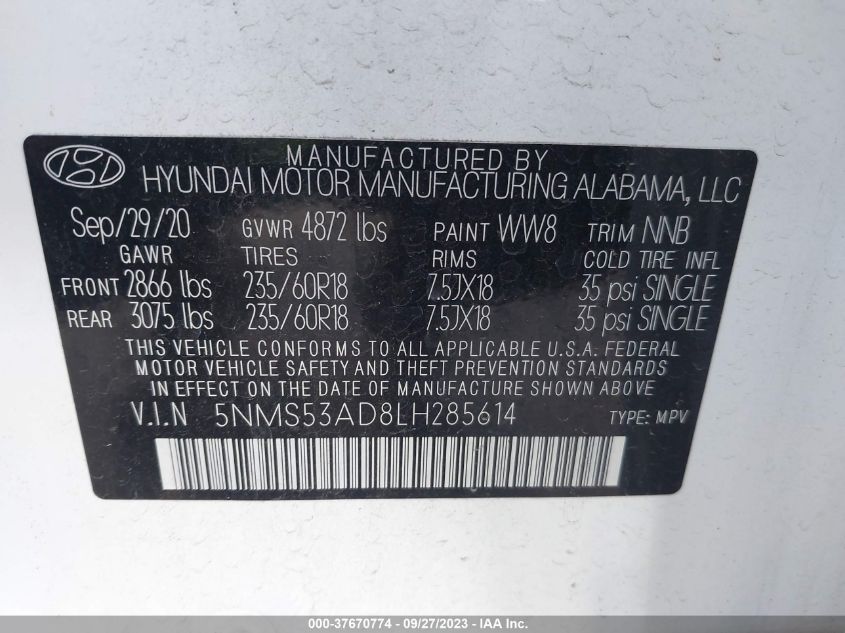 MANUFACTURED BY
HYUNDAI MOTOR MANUFACTURING ALABAMA, LLC
Sep/29/20 GVWR 4872 lbs PAINT WW8 TRIM NNB
GAWR TIRES RIMS COLD TIRE INFL
FRONT 2866 lbs 235/60R18 7.5JX18 35 psi SINGLE
REAR 3075 lbs 235/60R18 7.5JX18 35 psi SINGLE
THIS VEHICLE CONFORMS TO ALL APPLICABLE U.S.A. FEDERAL
MOTOR VEHICLE SAFETY AND THEFT PREVENTION STANDARDS
IN EFFECT ON THE DATE OF MANUFACTURE SHOWN ABOVE
V.I.N 5NMS53AD8LH285614 TYPE: MPV
000-37670774 - 09/27/2023 - IAA Inc.